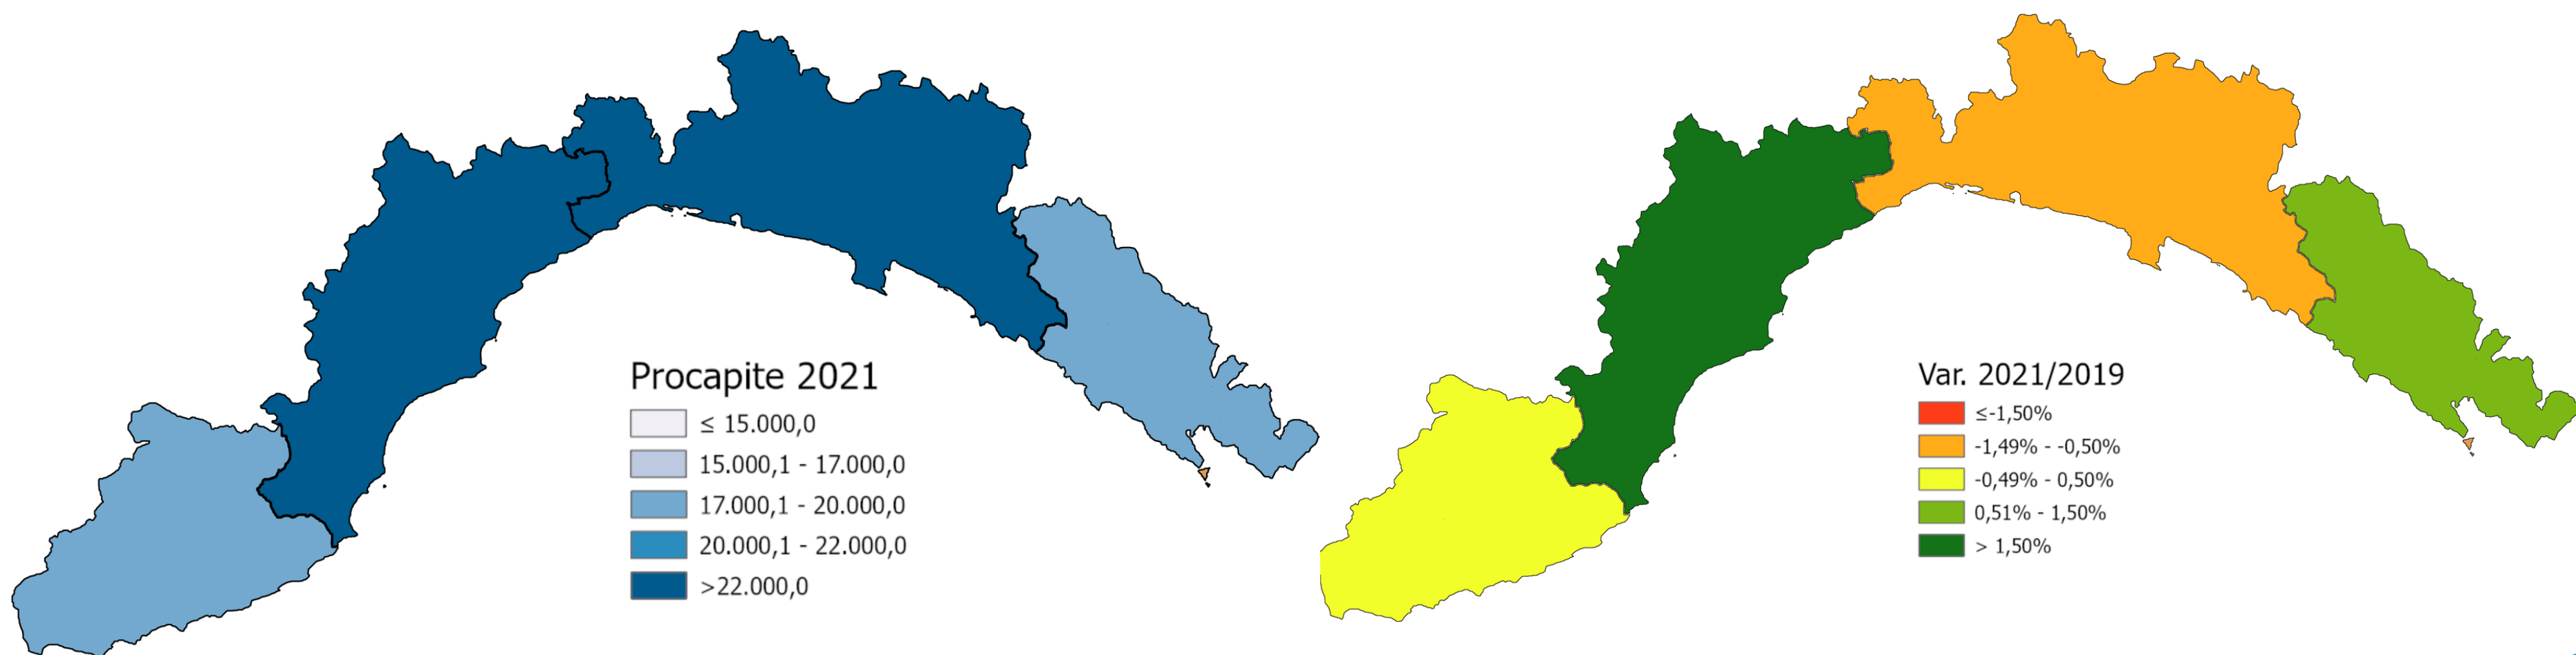 Procapite 2021
≤ 15.000,0
15.000,1 - 17.000,0
17.000,1 - 20.000,0
20.000,1 - 22.000,0
>22.000,0
Var. 2021/2019
≤-1,50%
-1,49% - -0,50%
-0,49% - 0,50%
0,51% - 1,50%
> 1,50%